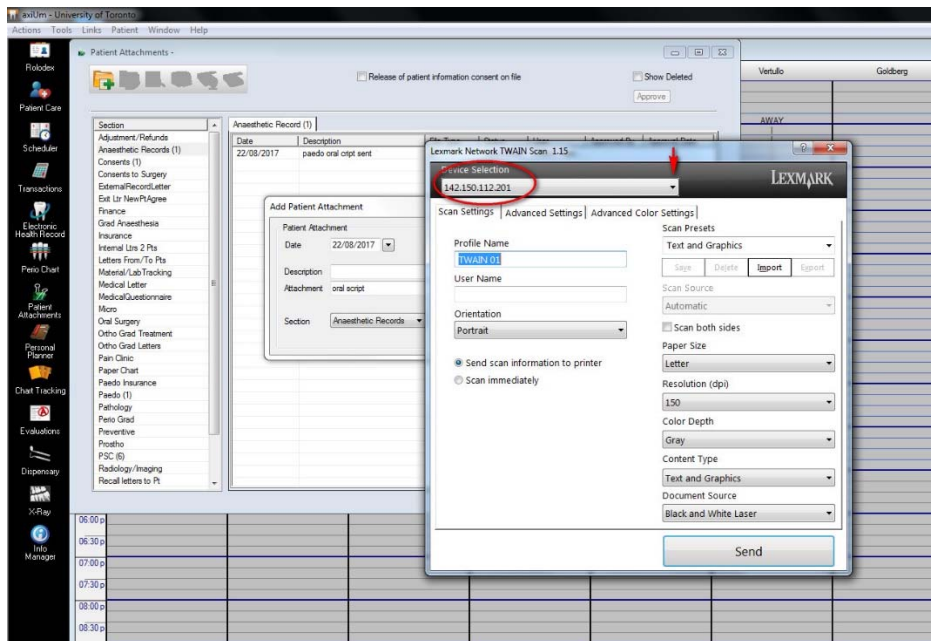 axiUm - University of Toronto
Actions Tools Links Patient Window Help
Rolodex
Patient Care
Scheduler
Transactions
Electronic
Health Record
Perio Chart
Patient
Attachments
Personal
Planner
Chart Tracking
Evaluations
Dispensary
X-Ray
Info
Manager
Patient Attachments -
Release of patient information consent on file
Show Deleted
Approve
Section
Adjustment/Refunds
Anaesthetic Records (1)
Consents (1)
Consents to Surgery
ExternalRecordLetter
Exit Ltr NewPtAgree
Finance
Grad Anaesthesia
Insurance
Internal Ltrs 2 Pts
Letters From/To Pts
Material/Lab Tracking
Medical Letter
MedicalQuestionnaire
Micro
Oral Surgery
Ortho Grad Treatment
Ortho Grad Letters
Pain Clinic
Paper Chart
Paedo Insurance
Paedo (1)
Pathology
Perio Grad
Preventive
Prostho
PSC (6)
Radiology/Imaging
Recall letters to Pt
Anaesthetic Record (1)
Date Description
22/08/2017 paedo oral cript sent
Add Patient Attachment
Patient Attachment
Date 22/08/2017
Description
Attachment oral script
Section Anaesthetic Records
Lexmark Network TWAIN Scan 1.15
Device Selection
142.150.112.201
LEXMARK
Scan Settings Advanced Settings Advanced Color Settings
Profile Name
TWAIN 01
User Name
Orientation
Portrait
Send scan information to printer
Scan immediately
Scan Presets
Text and Graphics
Save Delete Import Export
Scan Source
Automatic
Scan both sides
Paper Size
Letter
Resolution (dpi)
150
Color Depth
Gray
Content Type
Text and Graphics
Document Source
Black and White Laser
Send
Vertullo Goldberg
AWAY
06:00 p
06:30 p
07:00 p
07:30 p
08:00 p
08:30 p